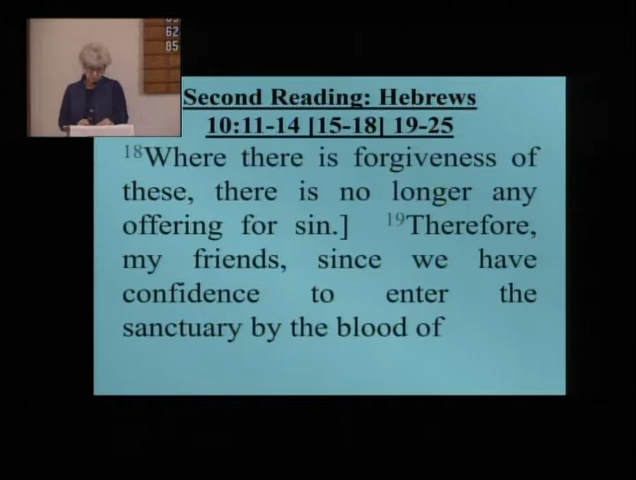 62
85
Second Reading: Hebrews
10:11-14 [15-18] 19-25
18Where there is forgiveness of
these, there is no longer any
offering for sin.] 19Therefore,
my friends, since we have
confidence to enter the
sanctuary by the blood of